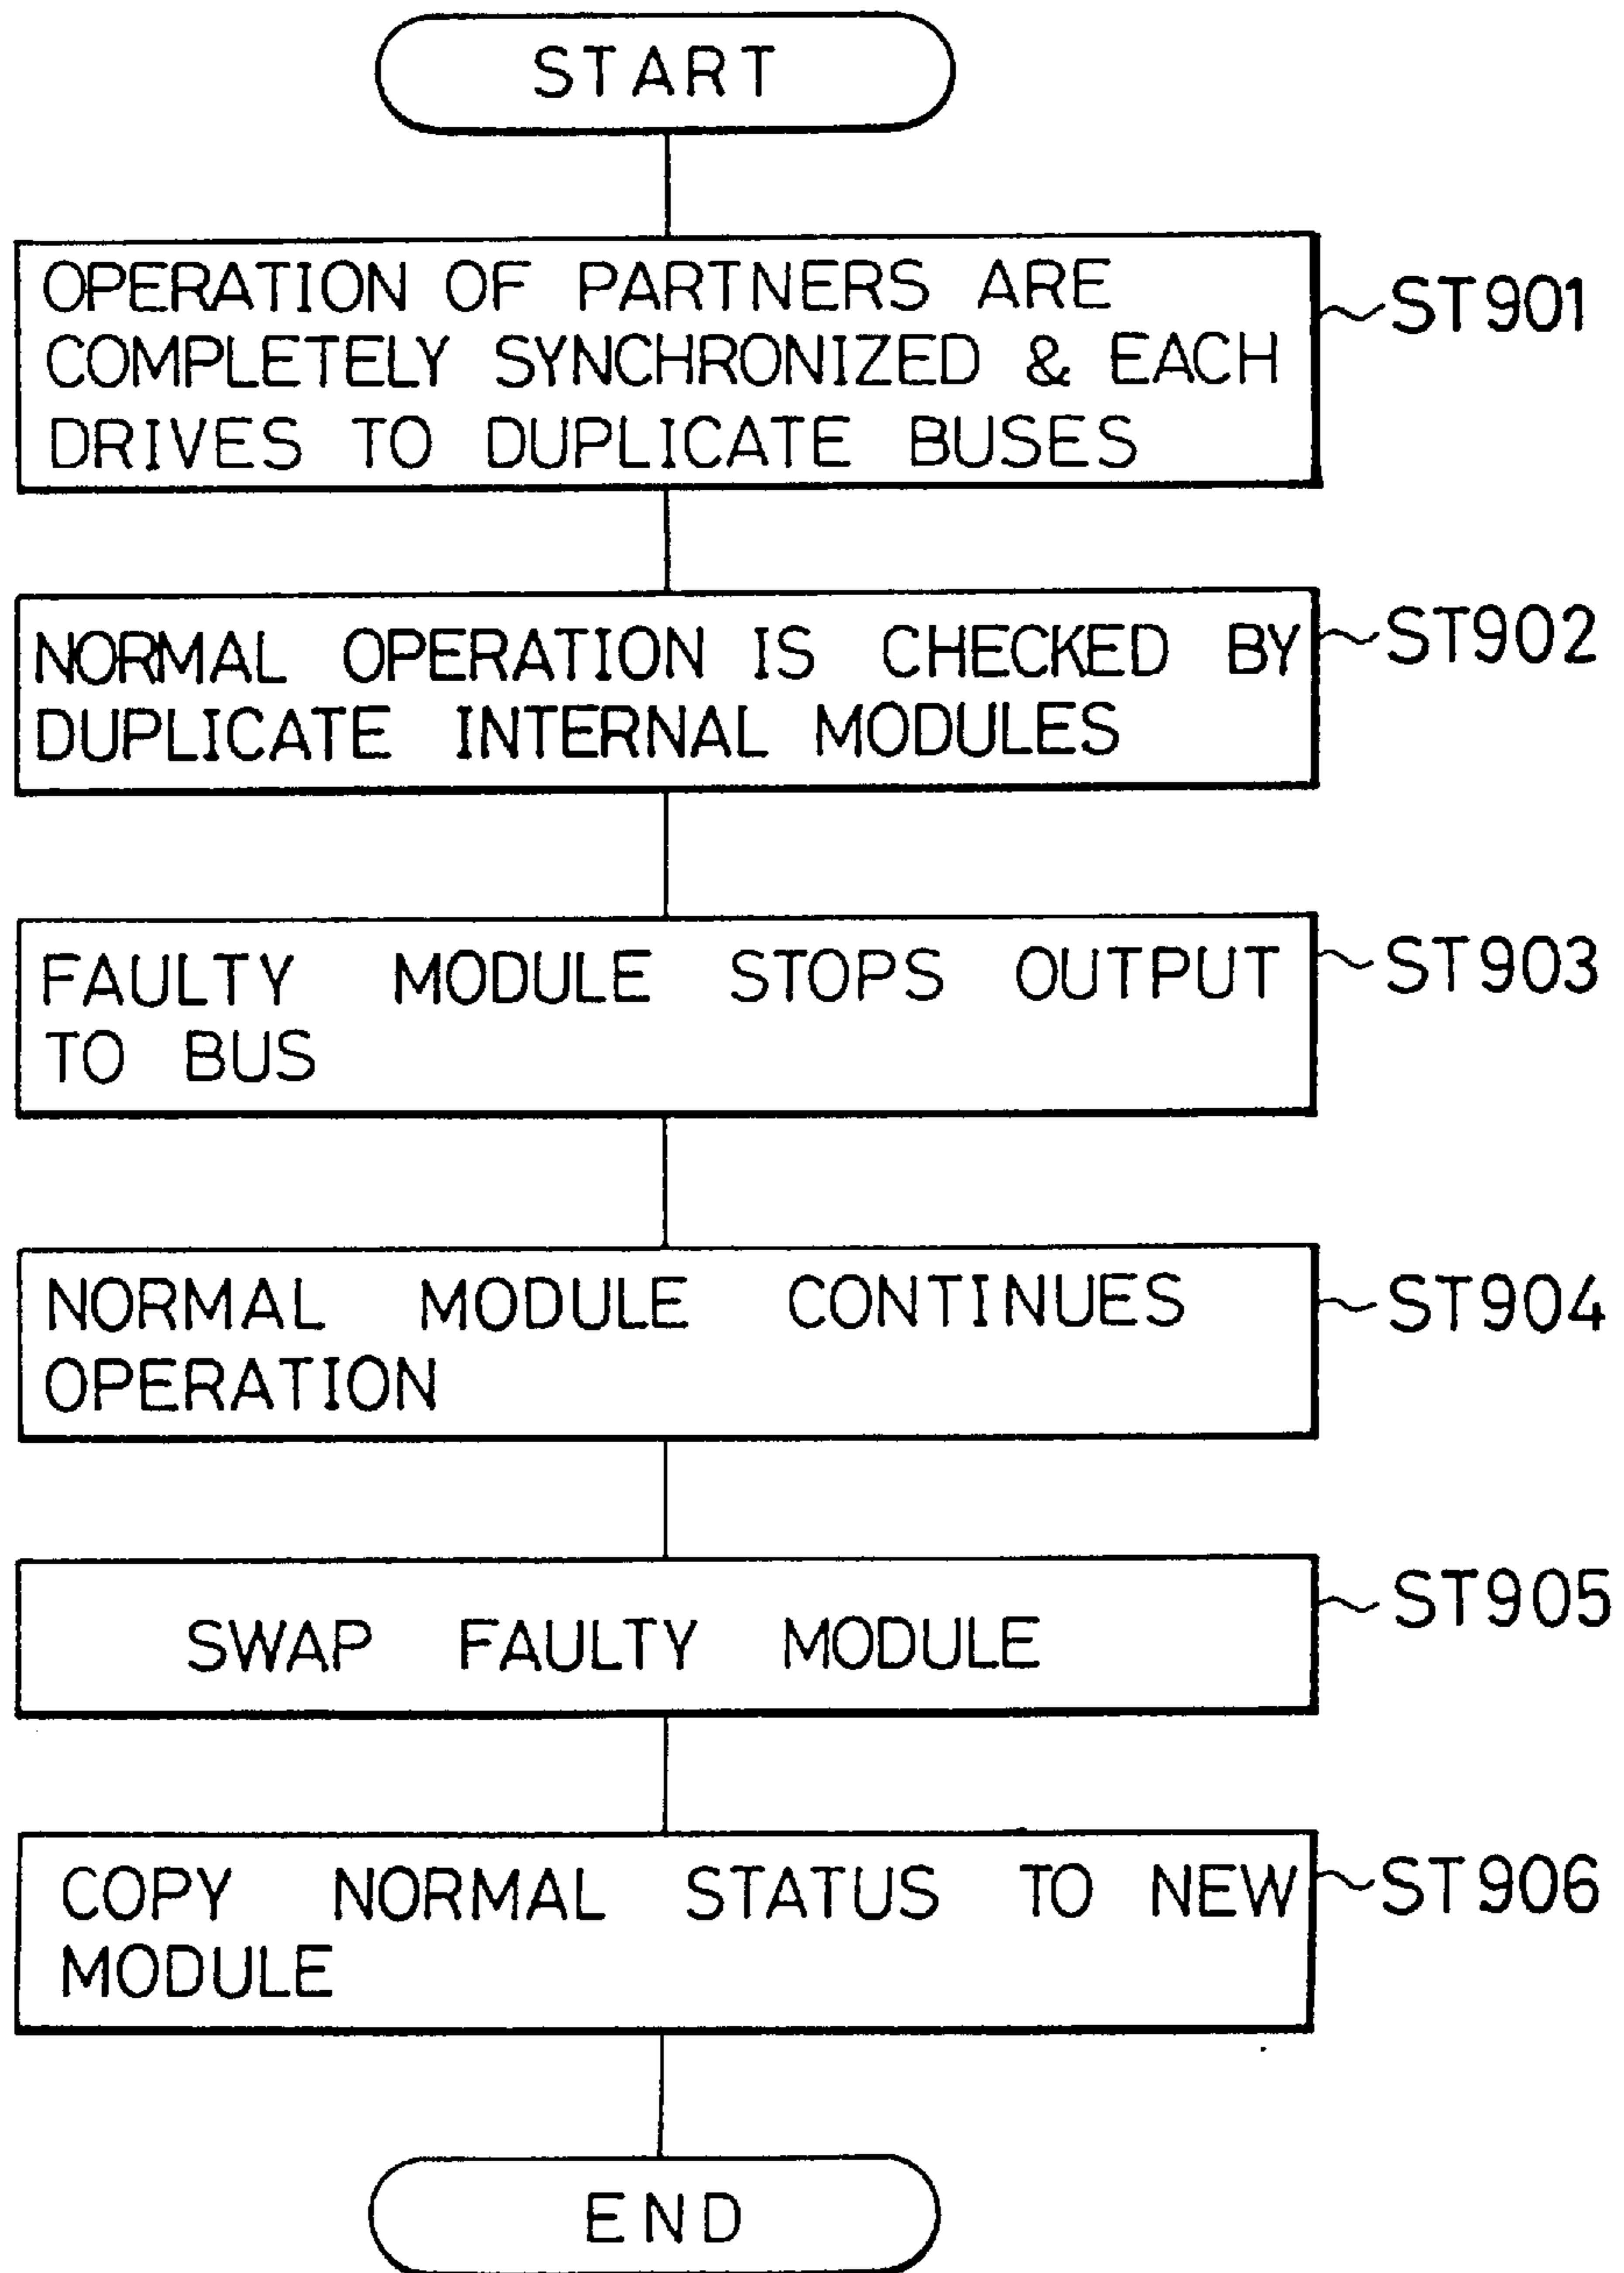 START
OPERATION OF PARTNERS ARE
COMPLETELY SYNCHRONIZED & EACH
DRIVES TO DUPLICATE BUSES
ST901
NORMAL OPERATION IS CHECKED BY
DUPLICATE INTERNAL MODULES
ST902
FAULTY MODULE STOPS OUTPUT
TO BUS
ST903
NORMAL MODULE CONTINUES
OPERATION
ST904
SWAP FAULTY MODULE
ST905
COPY NORMAL STATUS TO NEW
MODULE
ST906
END